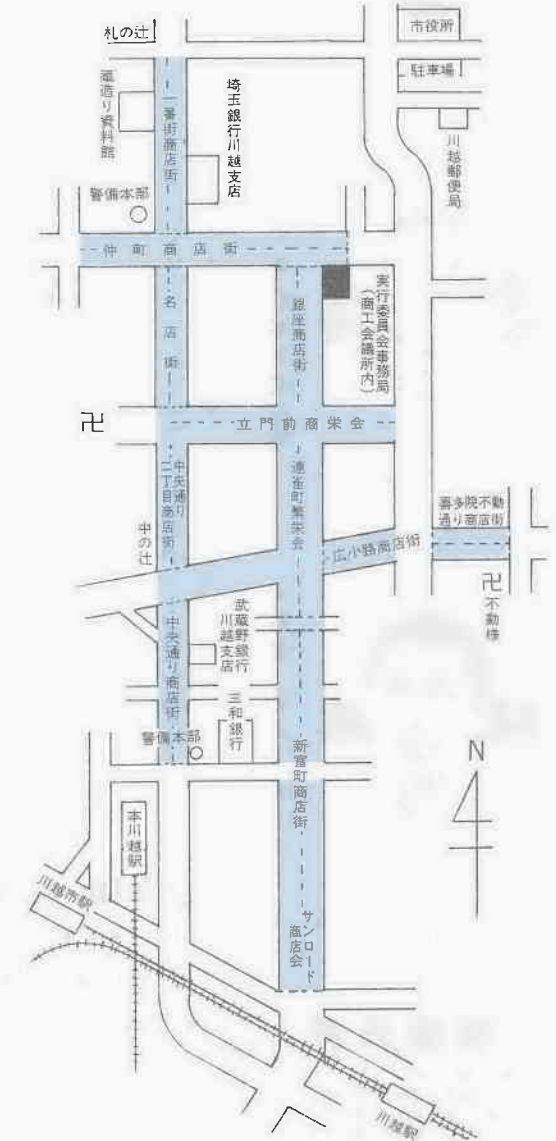 札の辻
市役所
駐車場
川越郵便局
蔵造り資料館
一番街商店街
埼玉銀行川越支店
警備本部
仲町商店街
名店街
銀座商店街
実行委員会事務局
（商工会議所内）
卍
立門前商栄会
中央通り
二丁目商店街
連雀町繁栄会
中の辻
広小路商店街
喜多院不動
通り商店街
卍不動様
武蔵野銀行
川越支店
中央通り商店街
三和銀行
警備本部
新富町商店街
N
本川越駅
川越市駅
サンロード
商店会
川越駅